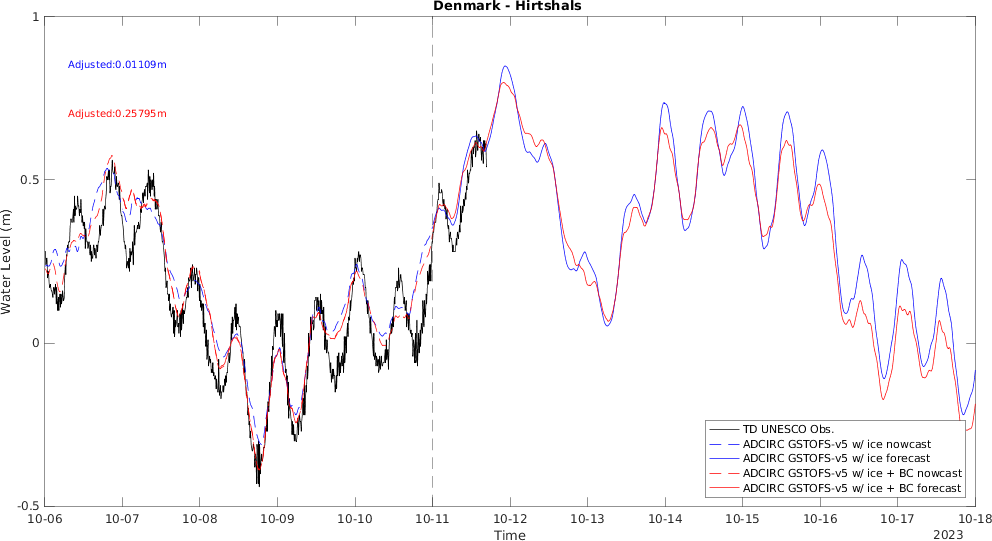 Denmark - Hirtshals
1
Adjusted:0.01109m
Adjusted:0.25795m
0.5
Water Level (m)
0
TD UNESCO Obs.
ADCIRC GSTOFS-v5 w/ ice nowcast
ADCIRC GSTOFS-v5 w/ ice forecast
ADCIRC GSTOFS-v5 w/ ice + BC nowcast
ADCIRC GSTOFS-v5 w/ ice + BC forecast
-0.5
10-06 10-07 10-08 10-09 10-10 10-11 10-12 10-13 10-14 10-15 10-16 10-17 10-18
Time
2023